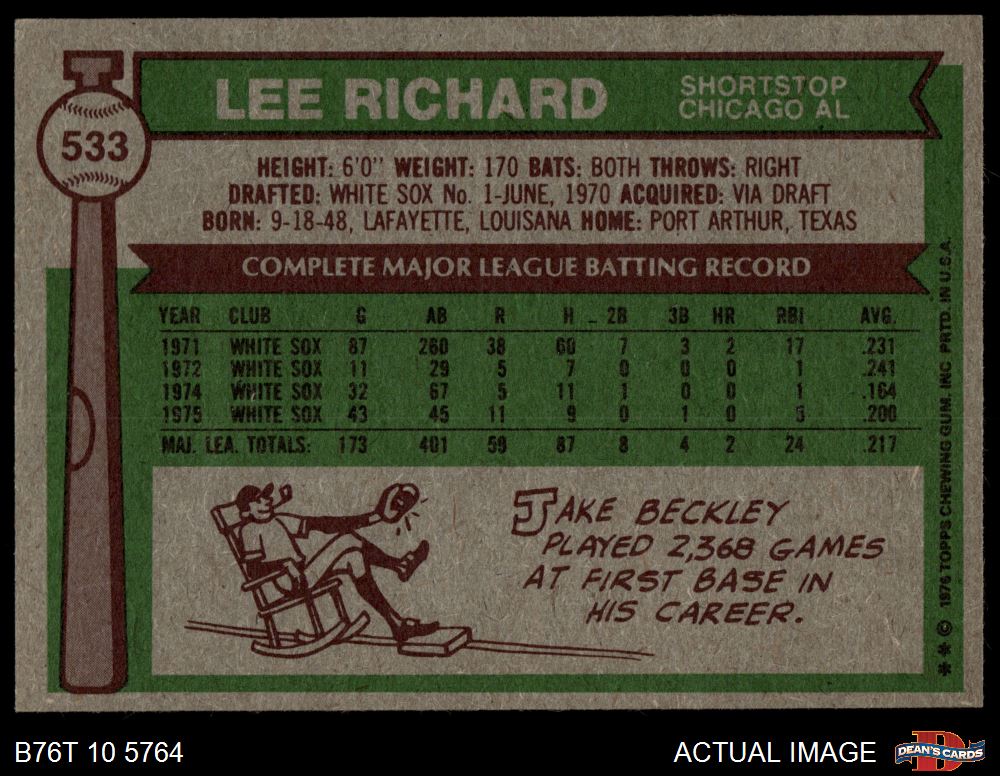 533
LEE RICHARD
SHORTSTOP
CHICAGO AL
HEIGHT: 6'0" WEIGHT: 170 BATS: BOTH THROWS: RIGHT
DRAFTED: WHITE SOX No. 1-JUNE, 1970 ACQUIRED: VIA DRAFT
BORN: 9-18-48, LAFAYETTE, LOUISANA HOME: PORT ARTHUR, TEXAS
COMPLETE MAJOR LEAGUE BATTING RECORD
YEAR CLUB G AB R H 2B 3B HR RBI AVG.
1971 WHITE SOX 87 260 38 60 7 3 2 17 .231
1972 WHITE SOX 11 29 5 7 0 0 0 1 .241
1974 WHITE SOX 32 67 5 11 1 0 0 1 .164
1975 WHITE SOX 43 45 11 9 0 1 0 5 .200
MAJ. LEA. TOTALS: 173 401 59 87 8 4 2 24 .217
JAKE BECKLEY
PLAYED 2,368 GAMES
AT FIRST BASE IN
HIS CAREER.
** © 1976 TOPPS CHEWING GUM. INC PRTD. IN U.S.A.
B76T 10 5764
ACTUAL IMAGE
DEAN'S CARDS